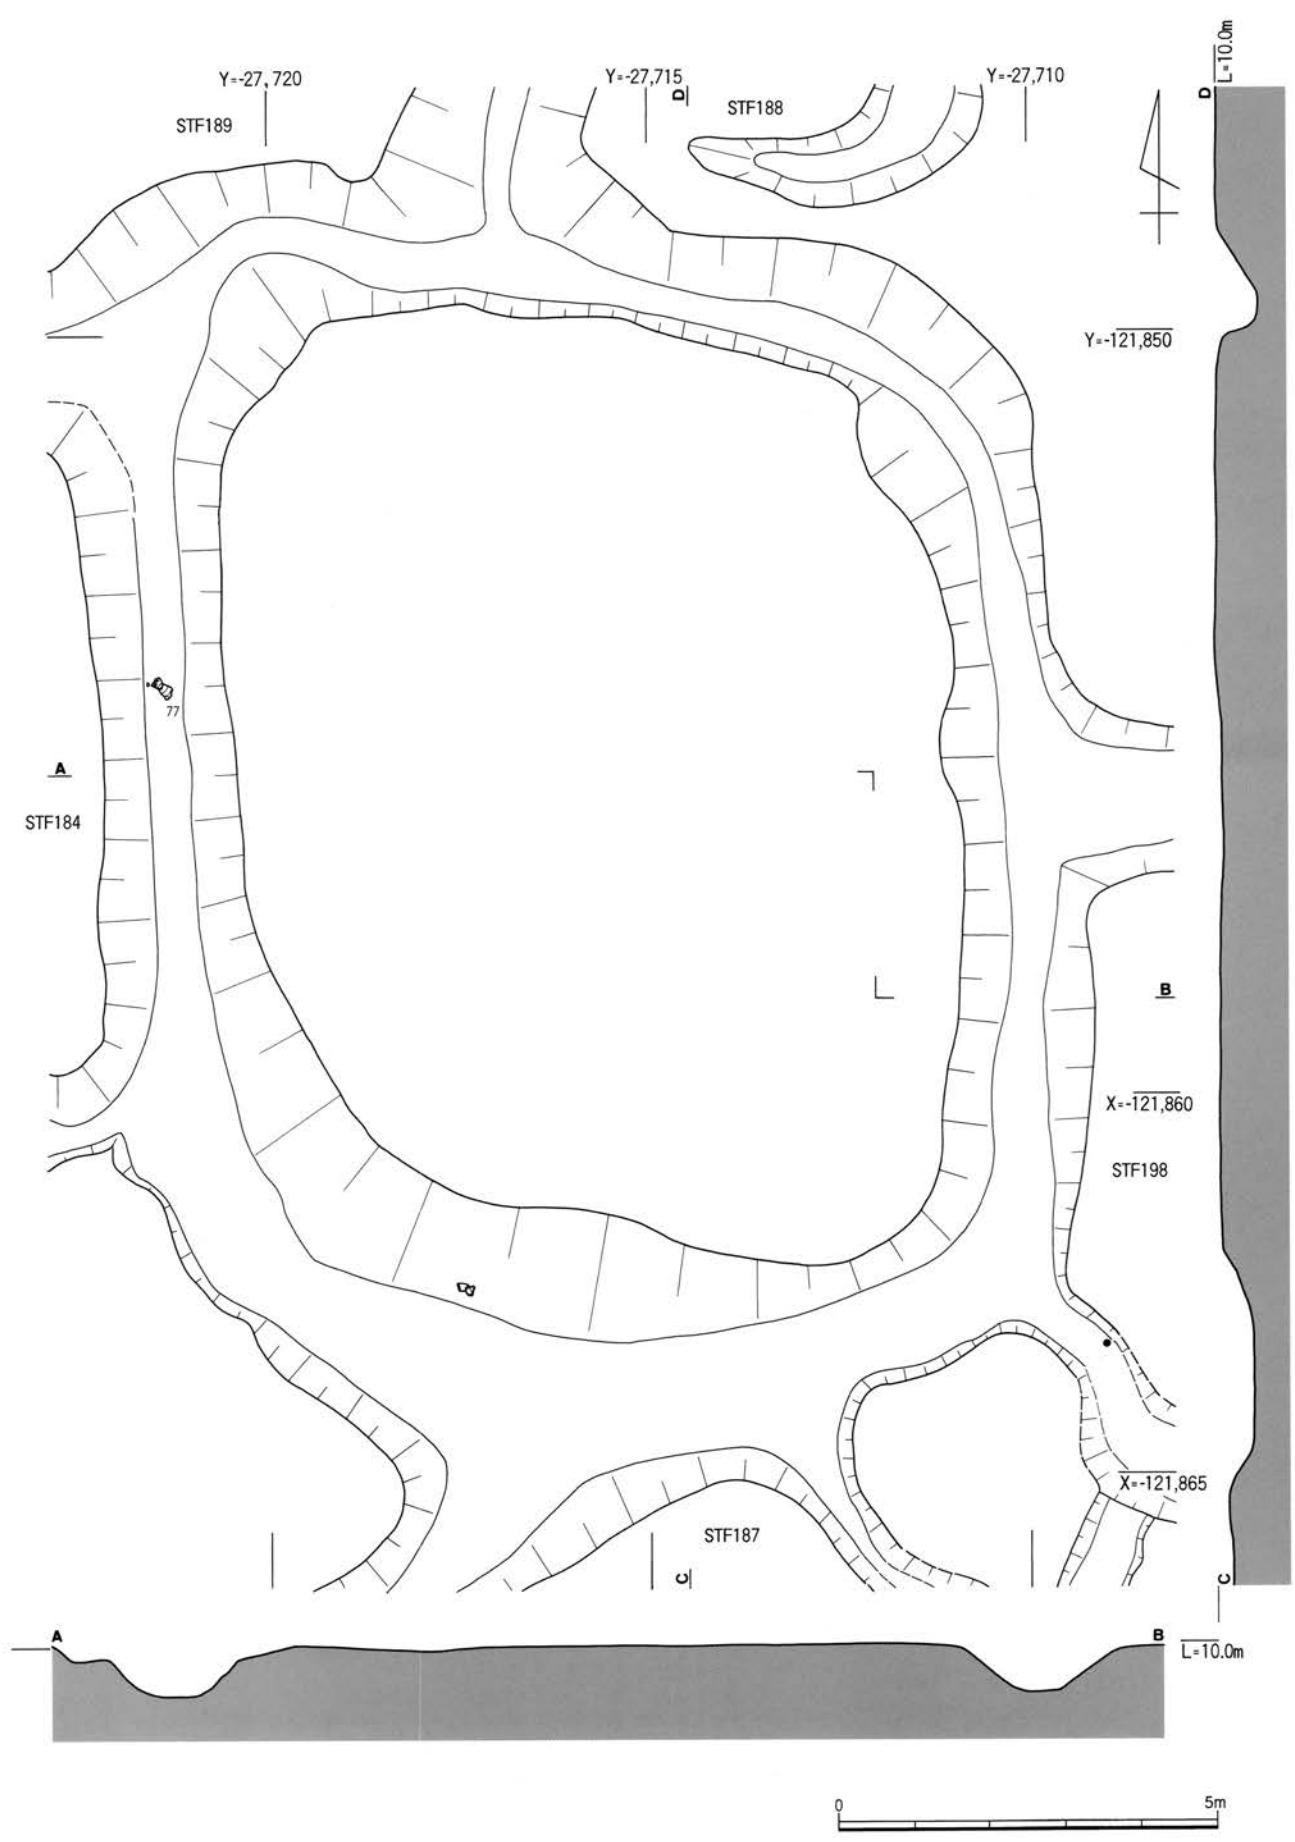 L=10.0m
Y=-27,720
Y=-27,715
Y=-27,710
D
D
STF189
STF188
Y=-121,850
77
A
STF184
B
X=-121,860
STF198
X=-121,865
STF187
C
C
A
B
L=10.0m
0
5m